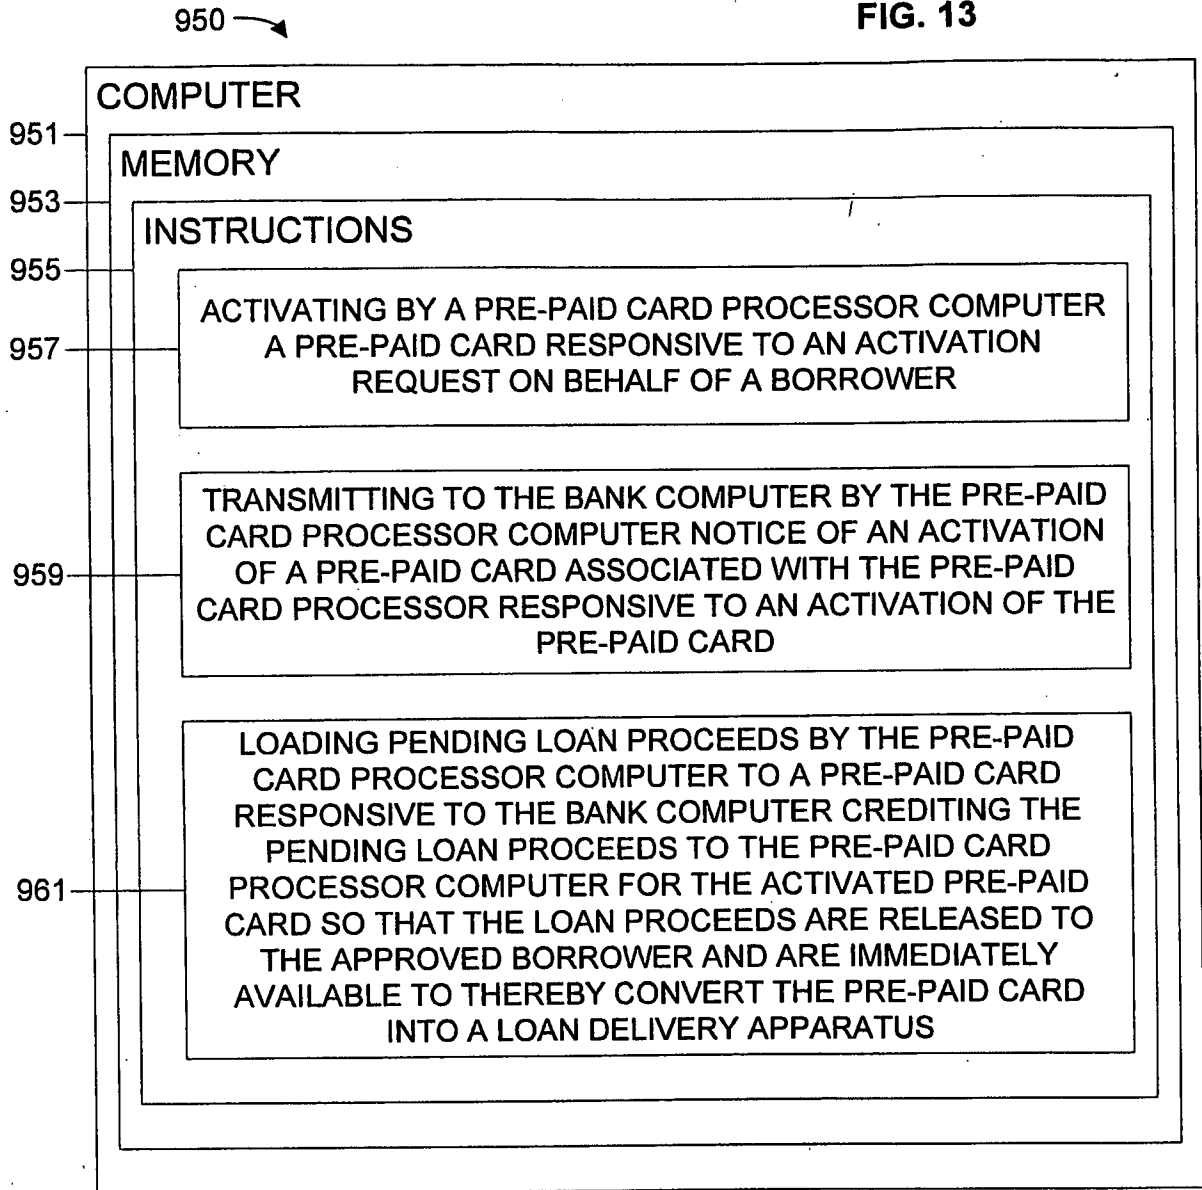 950
FIG. 13
COMPUTER
951
MEMORY
953
INSTRUCTIONS
955
ACTIVATING BY A PRE-PAID CARD PROCESSOR COMPUTER
957
A PRE-PAID CARD RESPONSIVE TO AN ACTIVATION
REQUEST ON BEHALF OF A BORROWER
TRANSMITTING TO THE BANK COMPUTER BY THE PRE-PAID
CARD PROCESSOR COMPUTER NOTICE OF AN ACTIVATION
959
OF A PRE-PAID CARD ASSOCIATED WITH THE PRE-PAID
CARD PROCESSOR RESPONSIVE TO AN ACTIVATION OF THE
PRE-PAID CARD
LOADING PENDING LOAN PROCEEDS BY THE PRE-PAID
CARD PROCESSOR COMPUTER TO A PRE-PAID CARD
RESPONSIVE TO THE BANK COMPUTER CREDITING THE
PENDING LOAN PROCEEDS TO THE PRE-PAID CARD
961
PROCESSOR COMPUTER FOR THE ACTIVATED PRE-PAID
CARD SO THAT THE LOAN PROCEEDS ARE RELEASED TO
THE APPROVED BORROWER AND ARE IMMEDIATELY
AVAILABLE TO THEREBY CONVERT THE PRE-PAID CARD
INTO A LOAN DELIVERY APPARATUS